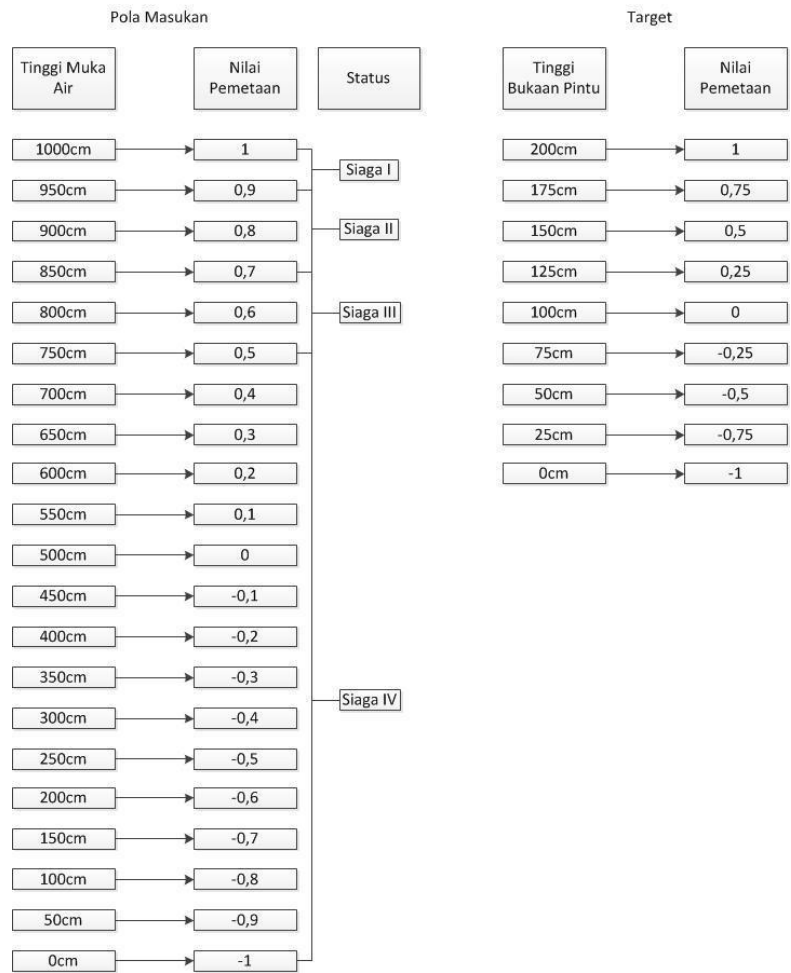 Pola Masukan
Target
Tinggi Muka
Air
Nilai
Pemetaan
Status
Tinggi
Bukaan Pintu
Nilai
Pemetaan
1000cm 1 200cm 1
Siaga I
950cm 0,9 175cm 0,75
900cm 0,8 Siaga II 150cm 0,5
850cm 0,7 125cm 0,25
800cm 0,6 Siaga III 100cm 0
750cm 0,5 75cm -0,25
700cm 0,4 50cm -0,5
650cm 0,3 25cm -0,75
600cm 0,2 0cm -1
550cm 0,1
500cm 0
450cm -0,1
400cm -0,2
350cm -0,3
Siaga IV
300cm -0,4
250cm -0,5
200cm -0,6
150cm -0,7
100cm -0,8
50cm -0,9
0cm -1